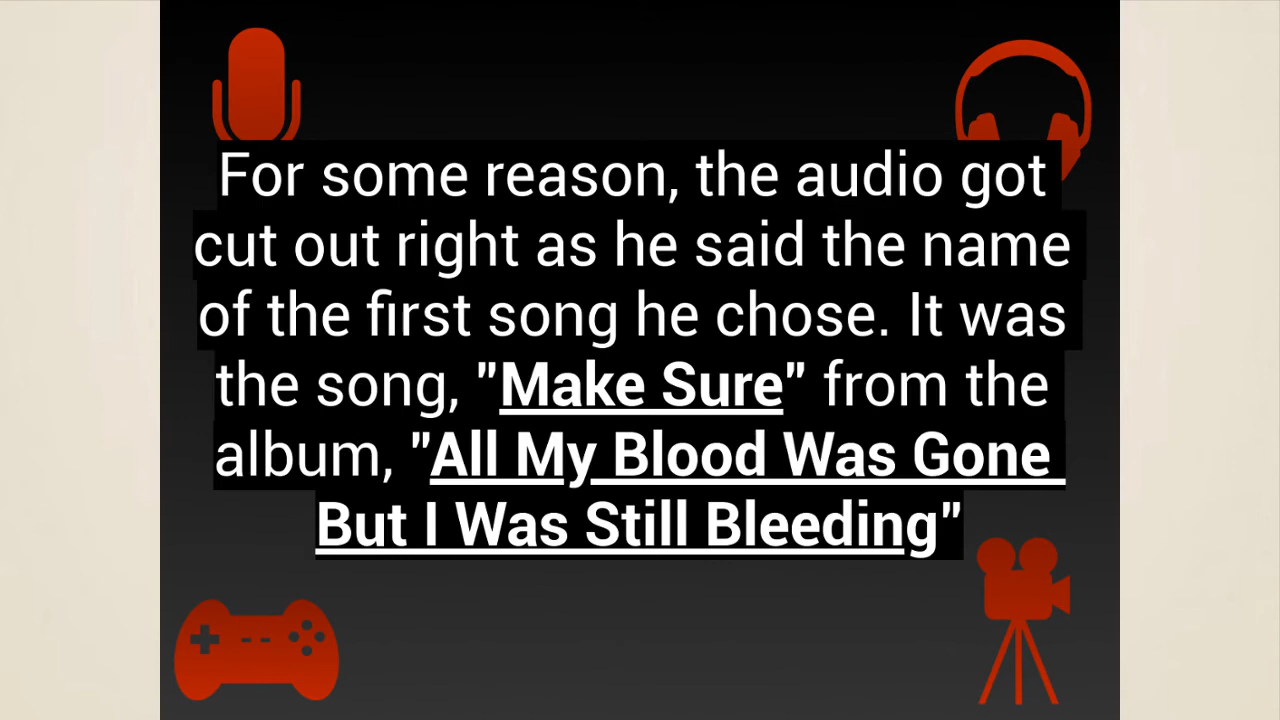 For some reason, the audio got
cut out right as he said the name
of the first song he chose. It was
the song, "Make Sure" from the
album, "All My Blood Was Gone
But I Was Still Bleeding"